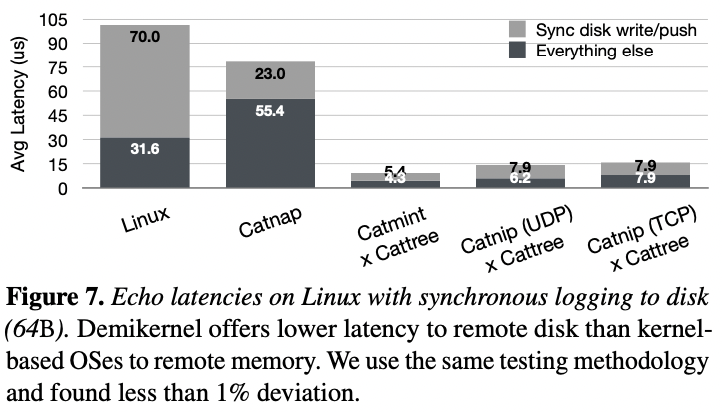 105
90
75
60
45
30
15
0
Avg Latency (us)
Sync disk write/push
Everything else
70.0
31.6
23.0
55.4
5.4
4.3
7.9
6.2
7.9
7.9
Linux
Catnap
Catmint
x Cattree
Catnip (UDP)
x Cattree
Catnip (TCP)
x Cattree
Figure 7. Echo latencies on Linux with synchronous logging to disk
(64B). Demikernel offers lower latency to remote disk than kernel-
based OSes to remote memory. We use the same testing methodology
and found less than 1% deviation.